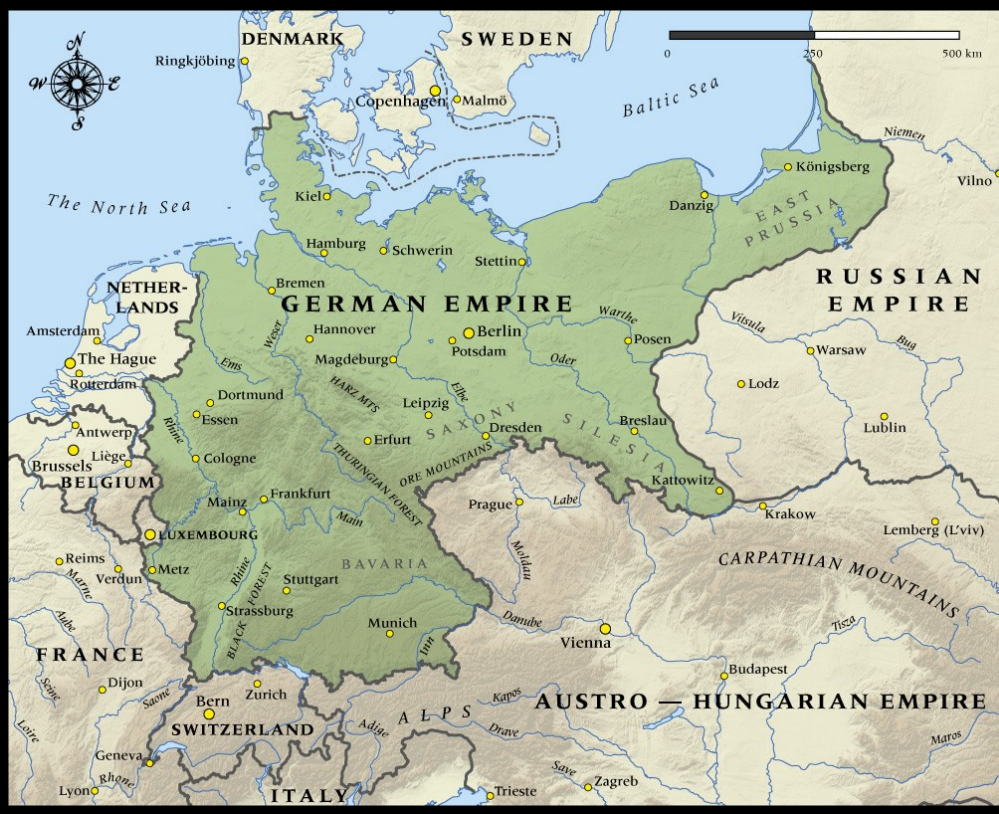 DENMARK
SWEDEN
0
250
500 km
N
W
E
S
Ringkjöbing
Copenhagen
Malmö
Baltic Sea
Niemen
Vilno
Königsberg
The North Sea
Kiel
Danzig
EAST
PRUSSIA
Hamburg
Schwerin
Stettin
RUSSIAN
EMPIRE
NETHER-
LANDS
Bremen
GERMAN EMPIRE
Amsterdam
The Hague
Rotterdam
Weser
Hannover
Berlin
Potsdam
Magdeburg
Warthe
Posen
Vitsula
Bug
Warsaw
Ems
Oder
Lodz
HARZ MTS
Elbe
Dortmund
Essen
Leipzig
SAXONY
SILESIA
Breslau
Lublin
Antwerp
Rhine
Erfurt
Dresden
Brussels
Liège
Cologne
THURINGIAN FOREST
ORE MOUNTAINS
BELGIUM
Kattowitz
Mainz
Frankfurt
Main
Prague
Labe
Krakow
Lemberg (L'viv)
LUXEMBOURG
Reims
Verdun
Metz
Marne
Rhine
BAVARIA
Moldau
CARPATHIAN MOUNTAINS
Stuttgart
BLACK FOREST
Strassburg
Aube
Munich
Inn
Danube
Vienna
Tisza
FRANCE
Seine
Dijon
Saone
Zurich
Bern
SWITZERLAND
Budapest
Kapos
AUSTRO — HUNGARIAN EMPIRE
ALPS
Adige
Drave
Loire
Maros
Geneva
Rhone
Lyon
ITALY
Save
Zagreb
Trieste